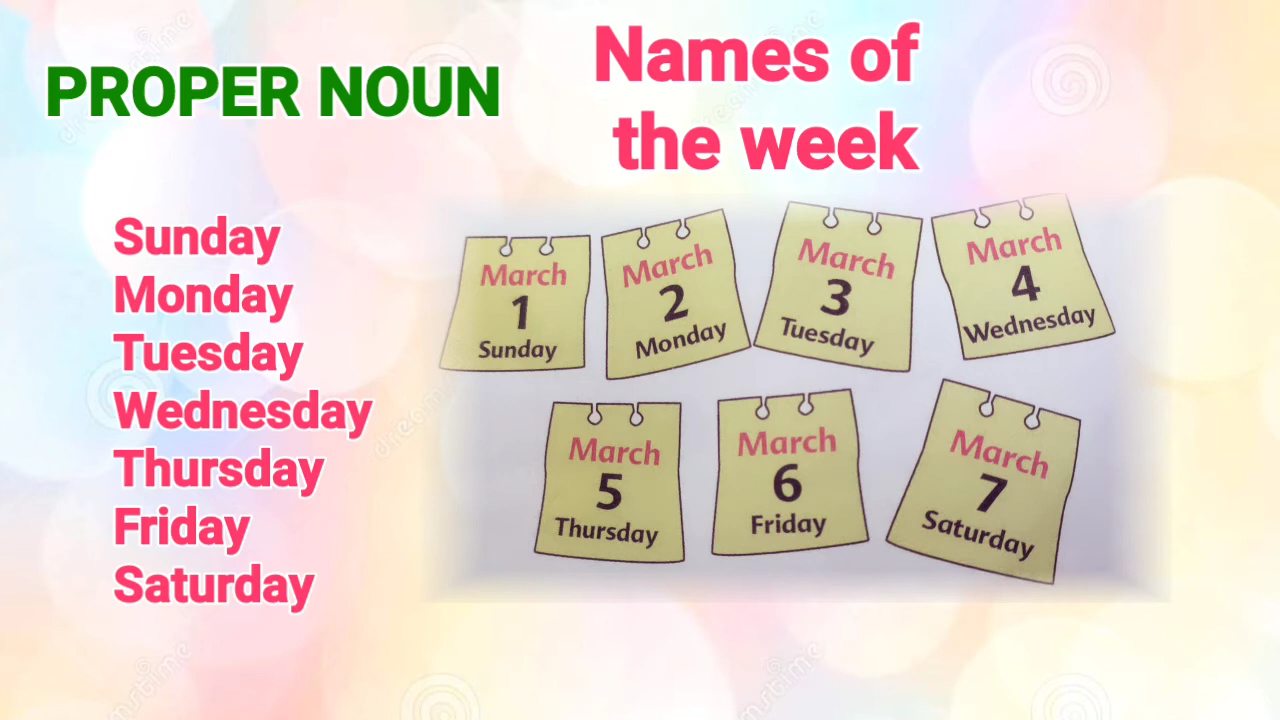 PROPER NOUN
Names of
the week
Sunday
Monday
Tuesday
Wednesday
Thursday
Friday
Saturday
March
1
Sunday
March
2
Monday
March
3
Tuesday
March
4
Wednesday
March
5
Thursday
March
6
Friday
March
7
Saturday